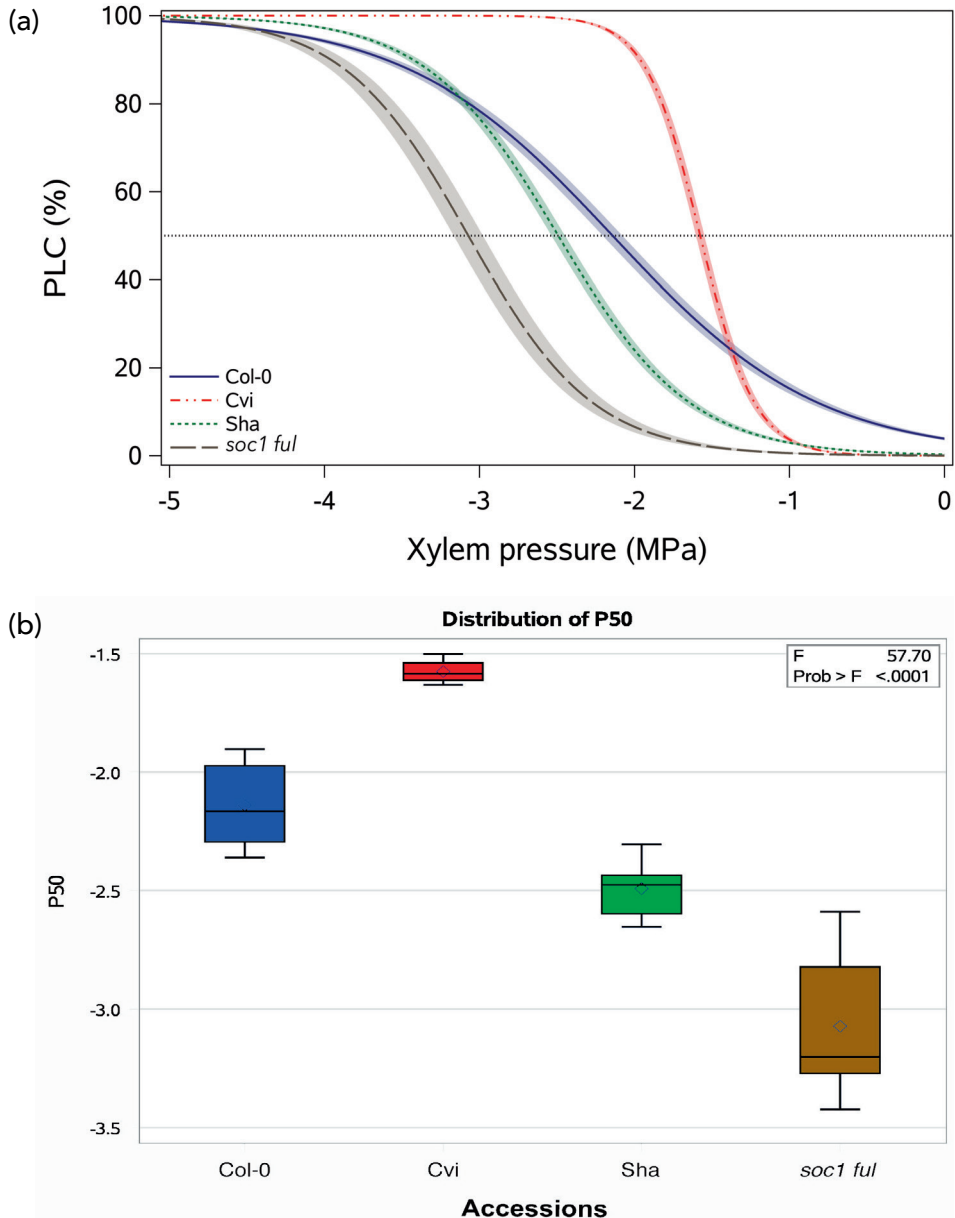 (a)
100
80
60
40
20
0
PLC (%)
Col-0
Cvi
Sha
soc1 ful
-5 -4 -3 -2 -1 0
Xylem pressure (MPa)
(b)
Distribution of P50
F 57.70
Prob > F <.0001
-1.5
-2.0
-2.5
-3.0
-3.5
P50
Col-0 Cvi Sha soc1 ful
Accessions